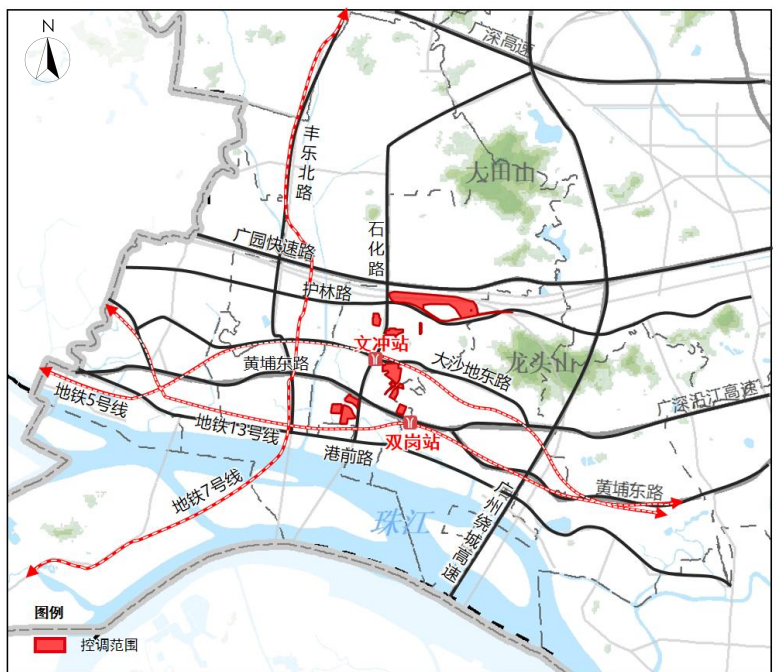 N
广深高速
丰乐北路
大田山
石化路
广园快速路
护林路
文冲站
黄埔东路
大沙地东路
龙头山
地铁5号线
广深沿江高速
地铁13号线
双岗站
港前路
地铁7号线
黄埔东路
广州绕城高速
珠江
图例
控调范围